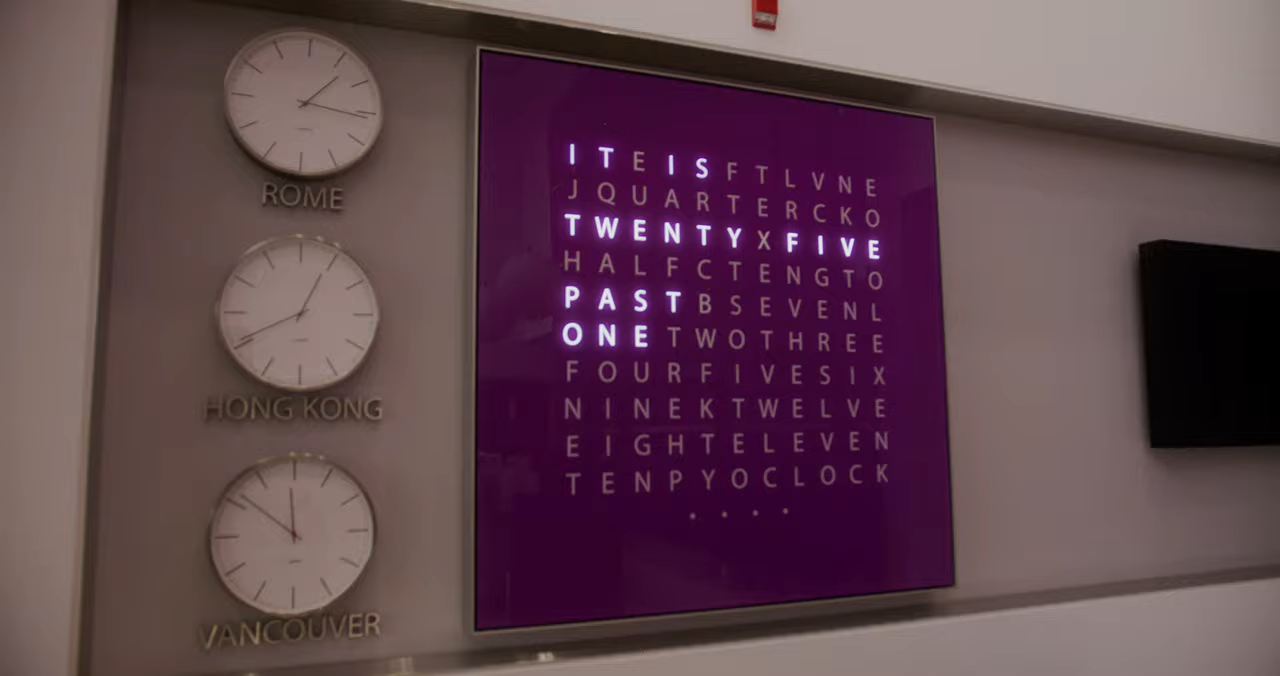 ROME
HONG KONG
VANCOUVER
ITEISFTLVNE
JQUARTERCKO
TWENTYXFIVE
HALFCTENGTO
PASTBSEVENL
ONETWOTHREE
FOURFIVESIX
NINEKTWELVE
EIGHTELEVEN
TENPYOCLOCK